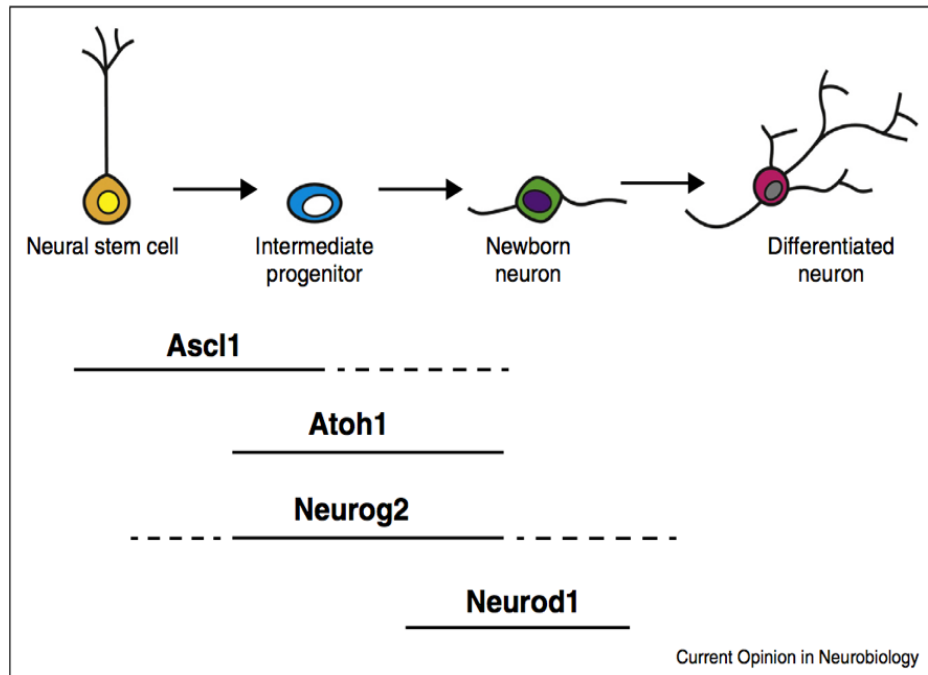 Neural stem cell
Intermediate
progenitor
Newborn
neuron
Differentiated
neuron
Ascl1
Atoh1
Neurog2
Neurod1
Current Opinion in Neurobiology